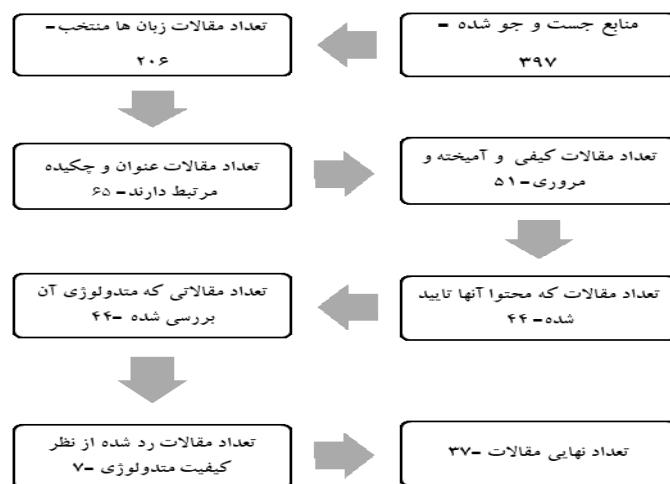 منابع جست و جو شده -
۳۹۷
تعداد مقالات زبان ها منتخب-
۲۰۶
تعداد مقالات عنوان و چکیده
مرتبط دارند- ۶۵
تعداد مقالات کیفی و آمیخته و
مروری- ۵۱
تعداد مقالات که محتوا آنها تایید
شده- ۴۴
تعداد مقالاتی که متدولوژی آن
بررسی شده -۴۴
تعداد مقالات رد شده از نظر
کیفیت متدولوژی -۷
تعداد نهایی مقالات -۳۷